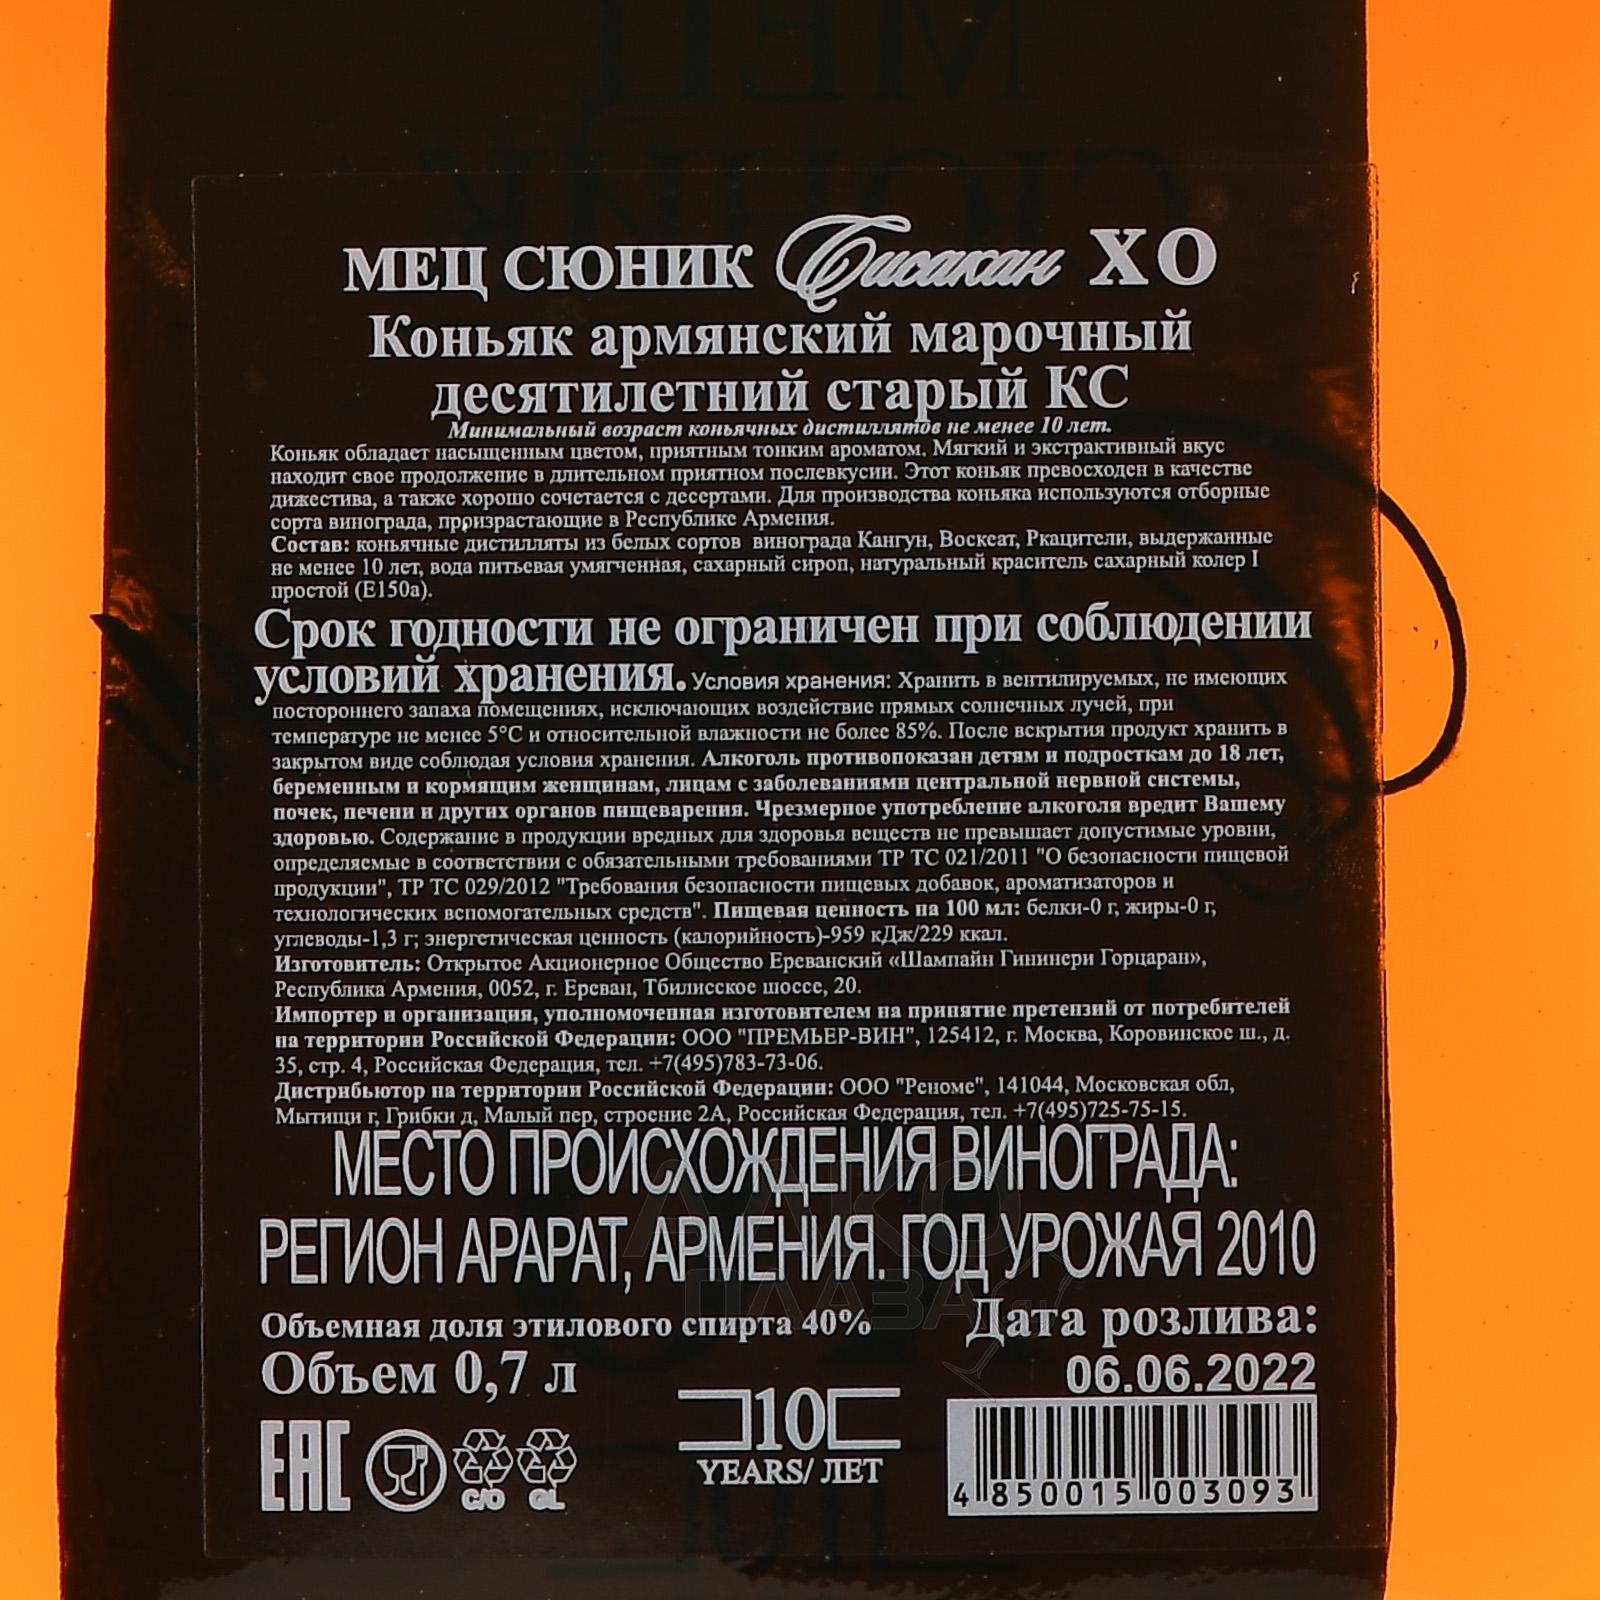 МЕЦ
СЮНИК
МЕЦ СЮНИК Бисакан ХО
Коньяк армянский марочный
десятилетний старый КС
Минимальный возраст коньячных дистиллятов не менее 10 лет.
Коньяк обладает насыщенным цветом, приятным тонким ароматом. Мягкий и экстрактивный вкус
находит свое продолжение в длительном приятном послевкусии. Этот коньяк превосходен в качестве
дижестива, а также хорошо сочетается с десертами. Для производства коньяка используются отборные
сорта винограда, произрастающие в Республике Армения.
Состав: коньячные дистилляты из белых сортов винограда Кангун, Воскеат, Ркацители, выдержанные
не менее 10 лет, вода питьевая умягченная, сахарный сироп, натуральный краситель сахарный колер I
простой (Е150а).
Срок годности не ограничен при соблюдении
условий хранения. Условия хранения: Хранить в вентилируемых, не имеющих
постороннего запаха помещениях, исключающих воздействие прямых солнечных лучей, при
температуре не менее 5°С и относительной влажности не более 85%. После вскрытия продукт хранить в
закрытом виде соблюдая условия хранения. Алкоголь противопоказан детям и подросткам до 18 лет,
беременным и кормящим женщинам, лицам с заболеваниями центральной нервной системы,
почек, печени и других органов пищеварения. Чрезмерное употребление алкоголя вредит Вашему
здоровью. Содержание в продукции вредных для здоровья веществ не превышает допустимые уровни,
определяемые в соответствии с обязательными требованиями ТР ТС 021/2011 "О безопасности пищевой
продукции", ТР ТС 029/2012 "Требования безопасности пищевых добавок, ароматизаторов и
технологических вспомогательных средств". Пищевая ценность на 100 мл: белки-0 г, жиры-0 г,
углеводы-1,3 г; энергетическая ценность (калорийность)-959 кДж/229 ккал.
Изготовитель: Открытое Акционерное Общество Ереванский «Шампайн Гининери Горцаран»,
Республика Армения, 0052, г. Ереван, Тбилисское шоссе, 20.
Импортер и организация, уполномоченная изготовителем на принятие претензий от потребителей
на территории Российской Федерации: ООО "ПРЕМЬЕР-ВИН", 125412, г. Москва, Коровинское ш., д.
35, стр. 4, Российская Федерация, тел. +7(495)783-73-06.
Дистрибьютор на территории Российской Федерации: ООО "Реноме", 141044, Московская обл,
Мытищи г, Грибки д, Малый пер, строение 2А, Российская Федерация, тел. +7(495)725-75-15.
МЕСТО ПРОИСХОЖДЕНИЯ ВИНОГРАДА:
РЕГИОН АРАРАТ, АРМЕНИЯ. ГОД УРОЖАЯ 2010
АЛКО
ПЛАЗА.ru
Объемная доля этилового спирта 40%
Дата розлива:
Объем 0,7 л
06.06.2022
ЕАС
C/O GL
10
YEARS/ ЛЕТ
4 850015 003093